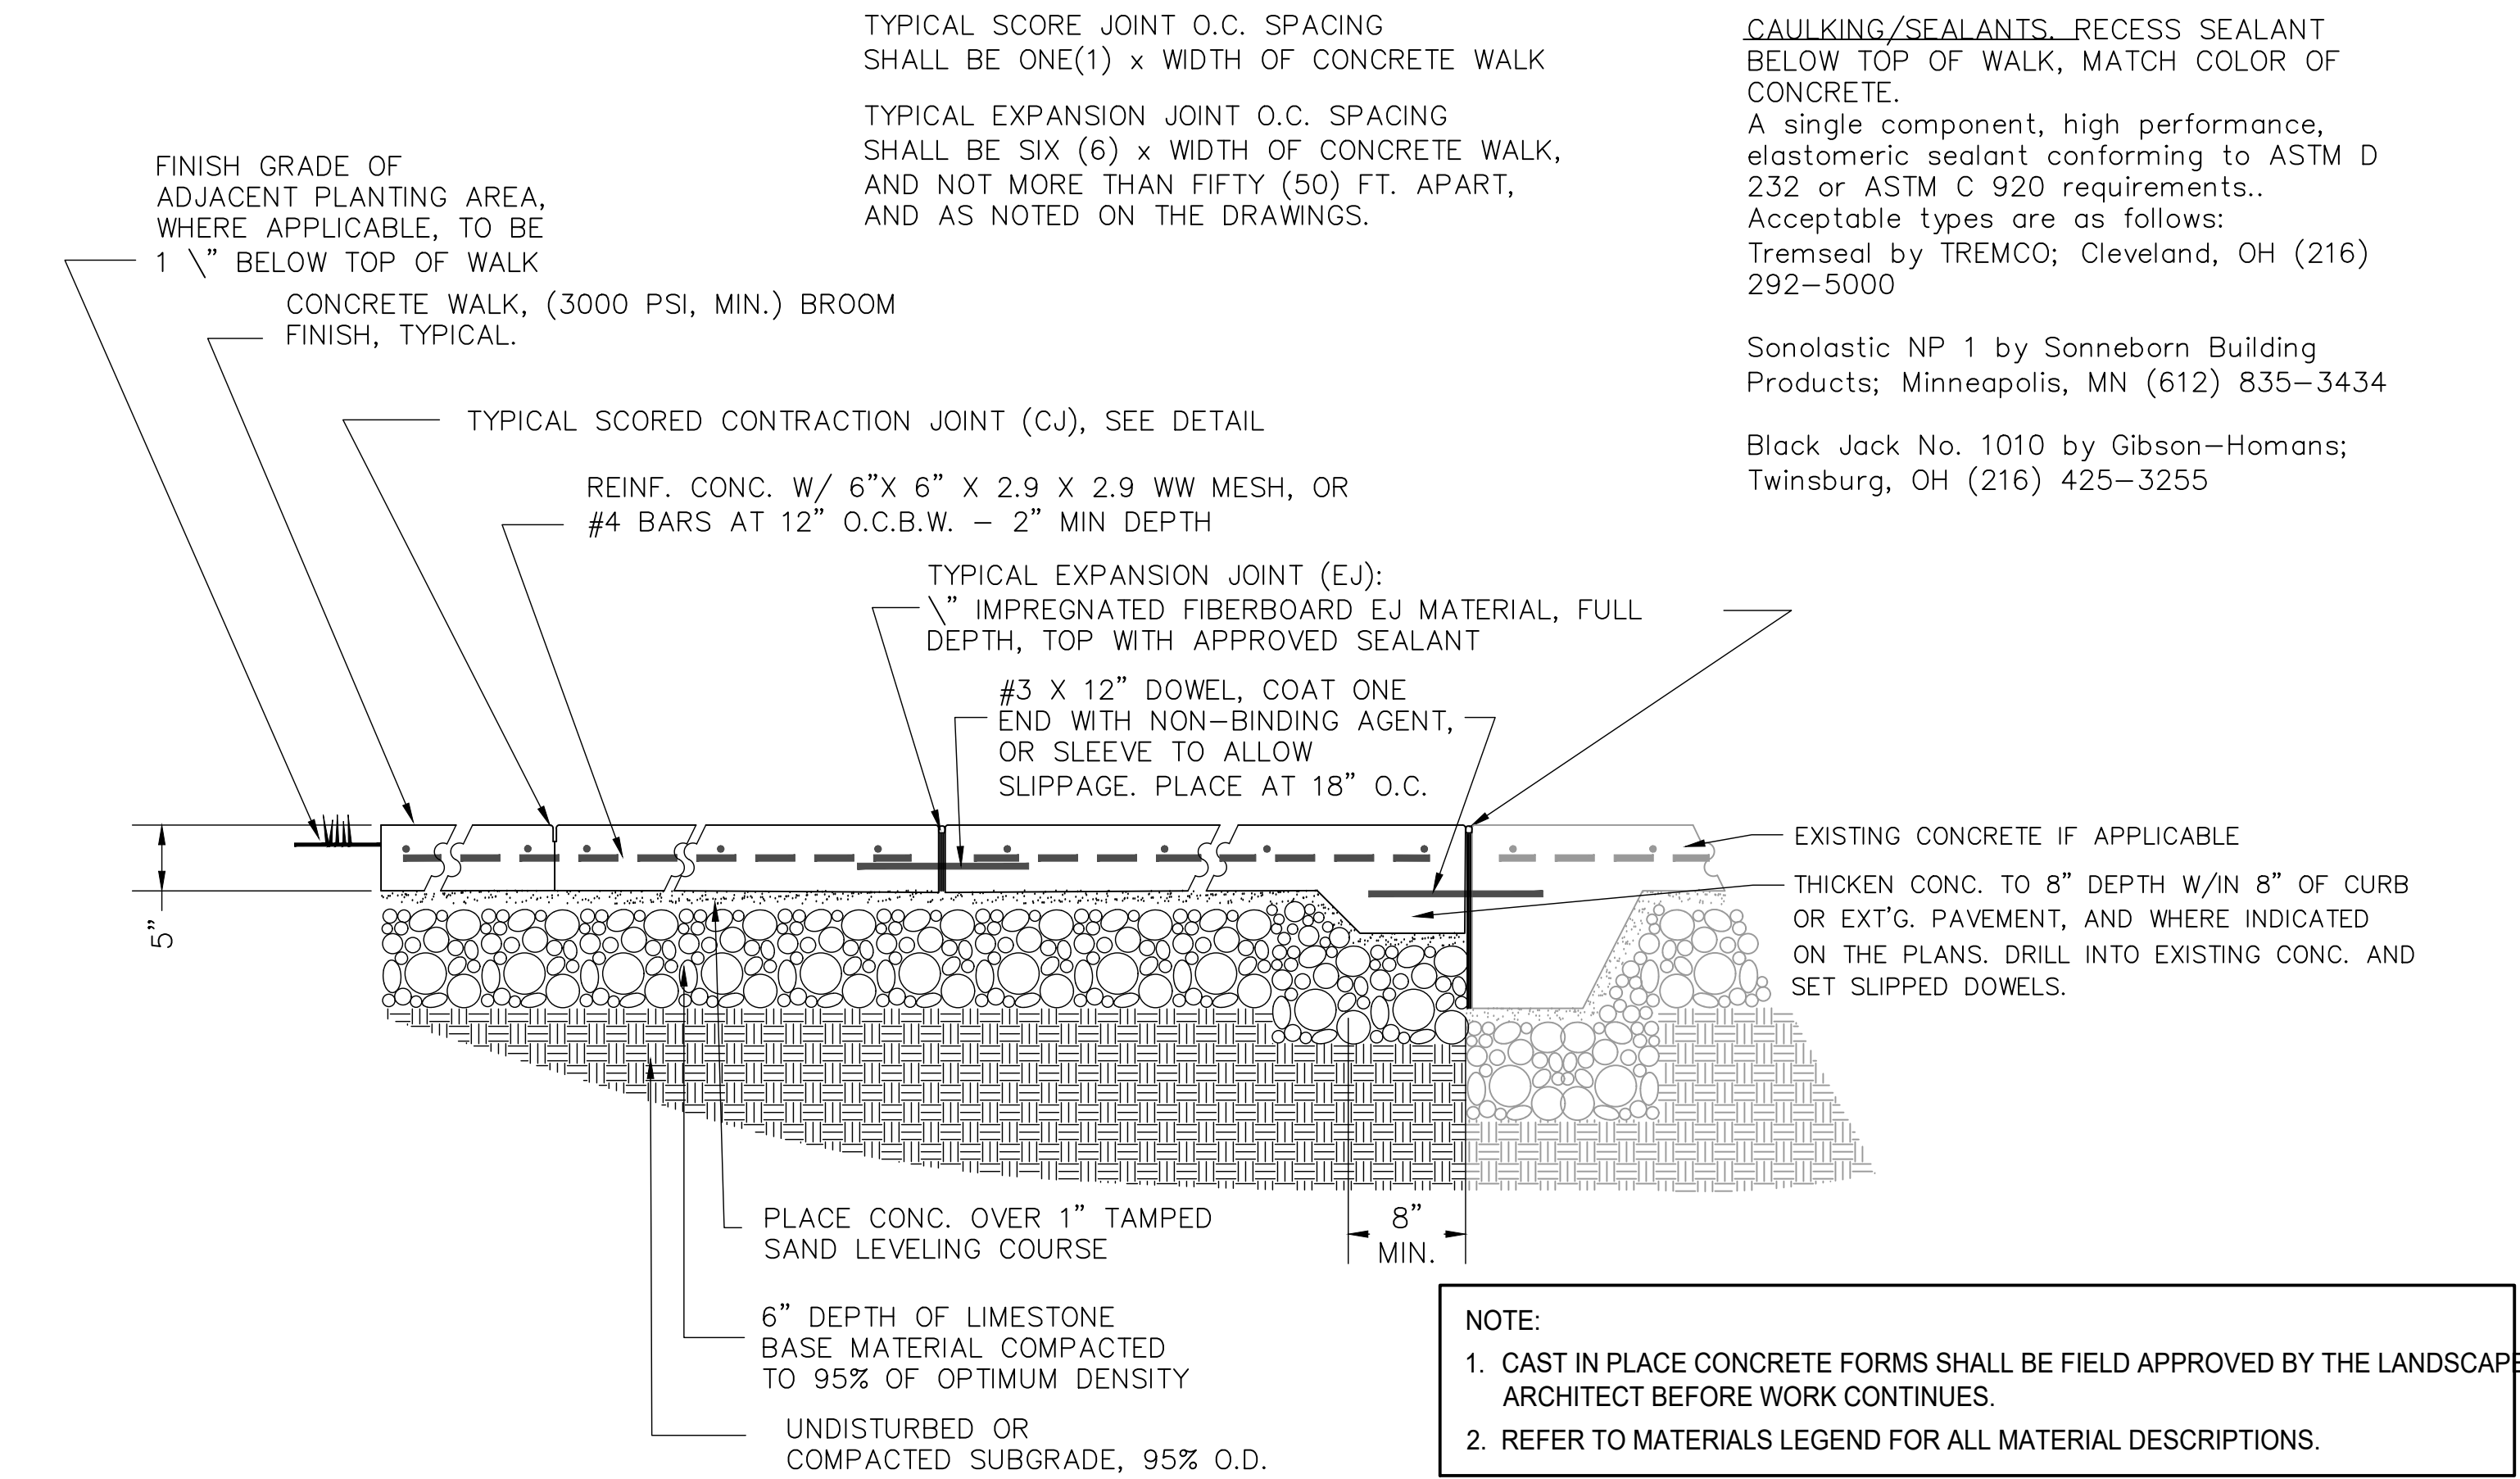 TYPICAL SCORE JOINT O.C. SPACING
SHALL BE ONE(1) x WIDTH OF CONCRETE WALK
TYPICAL EXPANSION JOINT O.C. SPACING
SHALL BE SIX (6) x WIDTH OF CONCRETE WALK,
AND NOT MORE THAN FIFTY (50) FT. APART,
AND AS NOTED ON THE DRAWINGS.
CAULKING/SEALANTS. RECESS SEALANT
BELOW TOP OF WALK, MATCH COLOR OF
CONCRETE.
A single component, high performance,
elastomeric sealant conforming to ASTM D
232 or ASTM C 920 requirements..
Acceptable types are as follows:
Tremseal by TREMCO; Cleveland, OH (216)
292-5000
Sonolastic NP 1 by Sonneborn Building
Products; Minneapolis, MN (612) 835-3434
Black Jack No. 1010 by Gibson-Homans;
Twinsburg, OH (216) 425-3255
FINISH GRADE OF
ADJACENT PLANTING AREA,
WHERE APPLICABLE, TO BE
1 \" BELOW TOP OF WALK
CONCRETE WALK, (3000 PSI, MIN.) BROOM
FINISH, TYPICAL.
TYPICAL SCORED CONTRACTION JOINT (CJ), SEE DETAIL
REINF. CONC. W/ 6"X 6" X 2.9 X 2.9 WW MESH, OR
#4 BARS AT 12" O.C.B.W. - 2" MIN DEPTH
TYPICAL EXPANSION JOINT (EJ):
\" IMPREGNATED FIBERBOARD EJ MATERIAL, FULL
DEPTH, TOP WITH APPROVED SEALANT
#3 X 12" DOWEL, COAT ONE
END WITH NON-BINDING AGENT,
OR SLEEVE TO ALLOW
SLIPPAGE. PLACE AT 18" O.C.
EXISTING CONCRETE IF APPLICABLE
THICKEN CONC. TO 8" DEPTH W/IN 8" OF CURB
OR EXT'G. PAVEMENT, AND WHERE INDICATED
ON THE PLANS. DRILL INTO EXISTING CONC. AND
SET SLIPPED DOWELS.
5"
PLACE CONC. OVER 1" TAMPED
SAND LEVELING COURSE
8"
MIN.
6" DEPTH OF LIMESTONE
BASE MATERIAL COMPACTED
TO 95% OF OPTIMUM DENSITY
UNDISTURBED OR
COMPACTED SUBGRADE, 95% O.D.
NOTE:
1. CAST IN PLACE CONCRETE FORMS SHALL BE FIELD APPROVED BY THE LANDSCAPE
ARCHITECT BEFORE WORK CONTINUES.
2. REFER TO MATERIALS LEGEND FOR ALL MATERIAL DESCRIPTIONS.